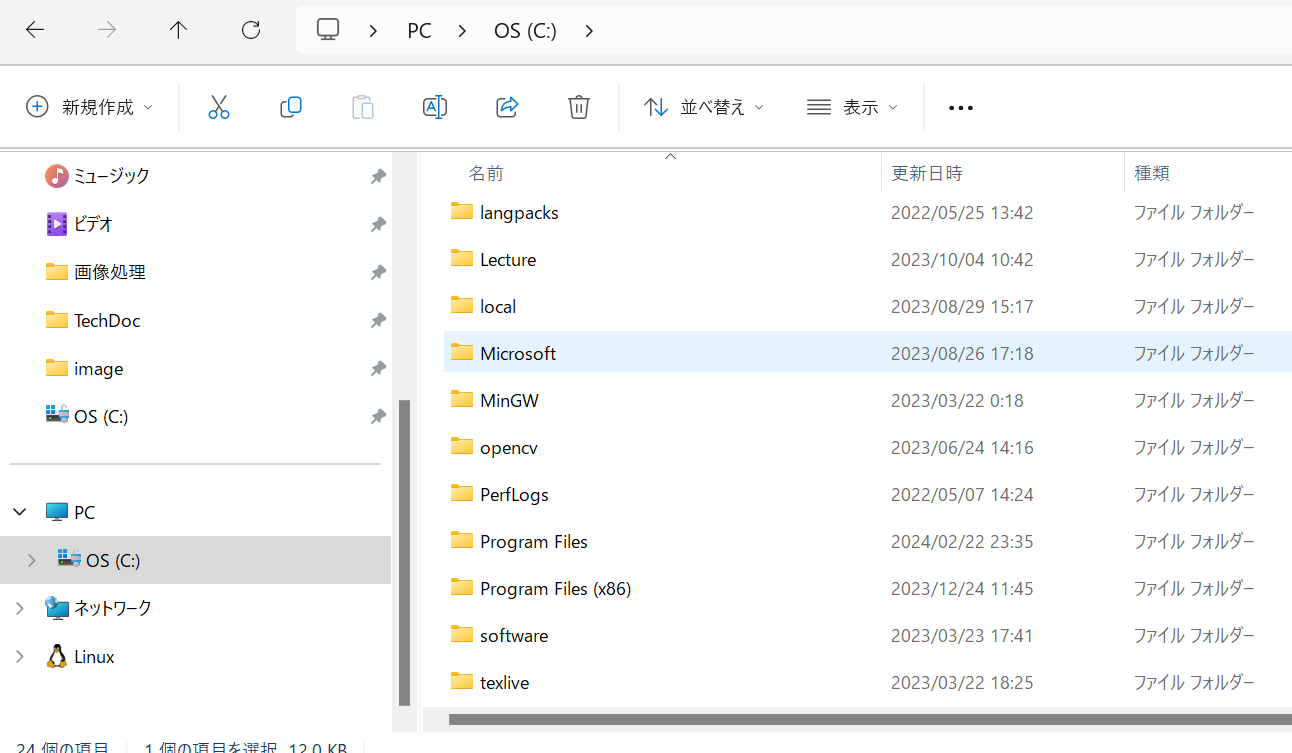 PC > OS (C:) >
新規作成 並べ替え 表示
ミュージック
ビデオ
画像処理
TechDoc
image
OS (C:)
PC
OS (C:)
ネットワーク
Linux
名前 更新日時 種類
langpacks 2022/05/25 13:42 ファイル フォルダー
Lecture 2023/10/04 10:42 ファイル フォルダー
local 2023/08/29 15:17 ファイル フォルダー
Microsoft 2023/08/26 17:18 ファイル フォルダー
MinGW 2023/03/22 0:18 ファイル フォルダー
opencv 2023/06/24 14:16 ファイル フォルダー
PerfLogs 2022/05/07 14:24 ファイル フォルダー
Program Files 2024/02/22 23:35 ファイル フォルダー
Program Files (x86) 2023/12/24 11:45 ファイル フォルダー
software 2023/03/23 17:41 ファイル フォルダー
texlive 2023/03/22 18:25 ファイル フォルダー
24 個の項目 1 個の項目を選択 12.0 KB